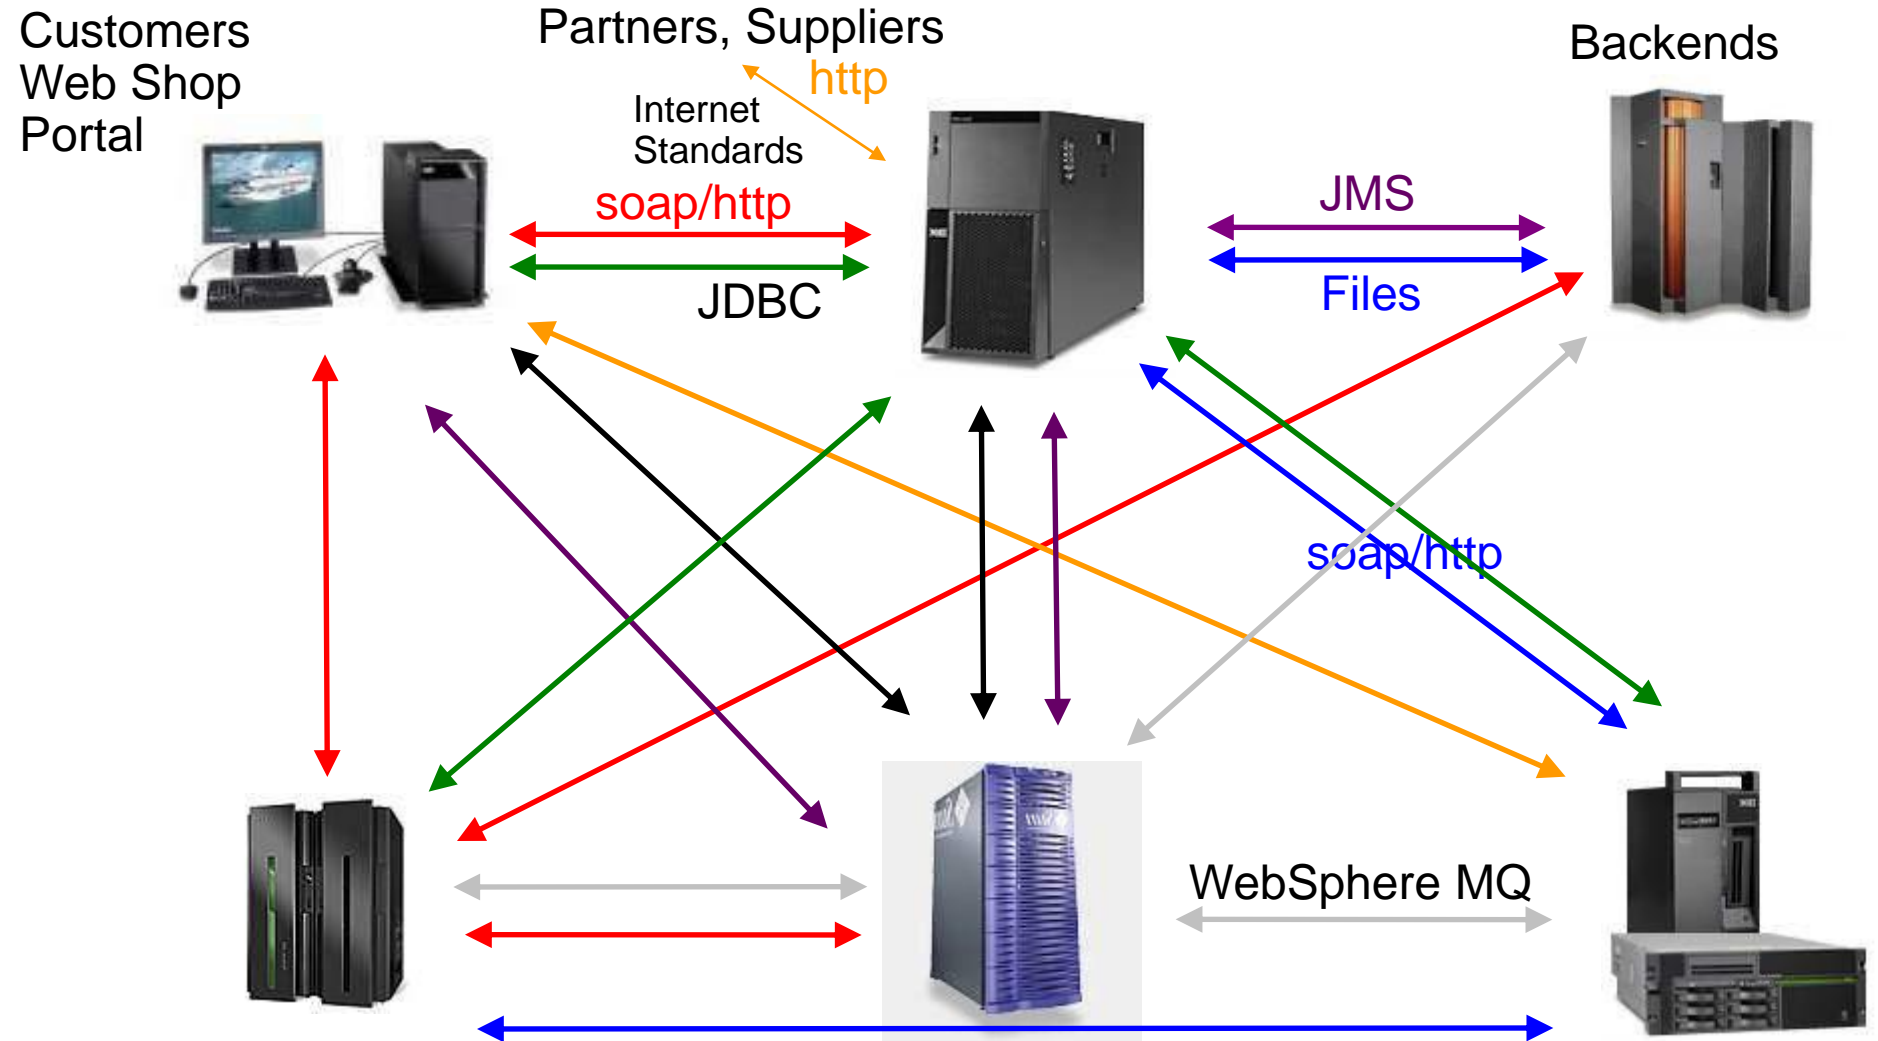 Customers
Web Shop
Portal
Partners, Suppliers
http
Internet
Standards
Backends
soap/http
JDBC
JMS
Files
soap/http
WebSphere MQ